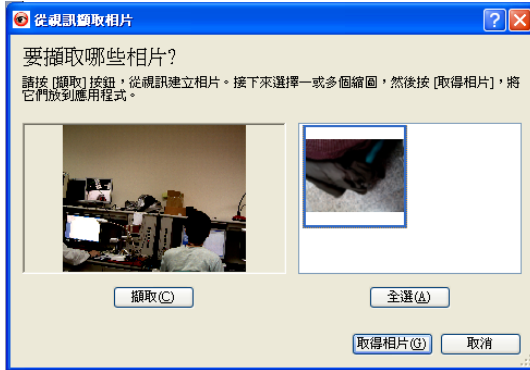 從視訊擷取相片
要擷取哪些相片?
請按 [擷取] 按鈕，從視訊建立相片。接下來選擇一或多個縮圖，然後按 [取得相片]，將
它們放到應用程式。
擷取(C)
全選(A)
取得相片(G)
取消